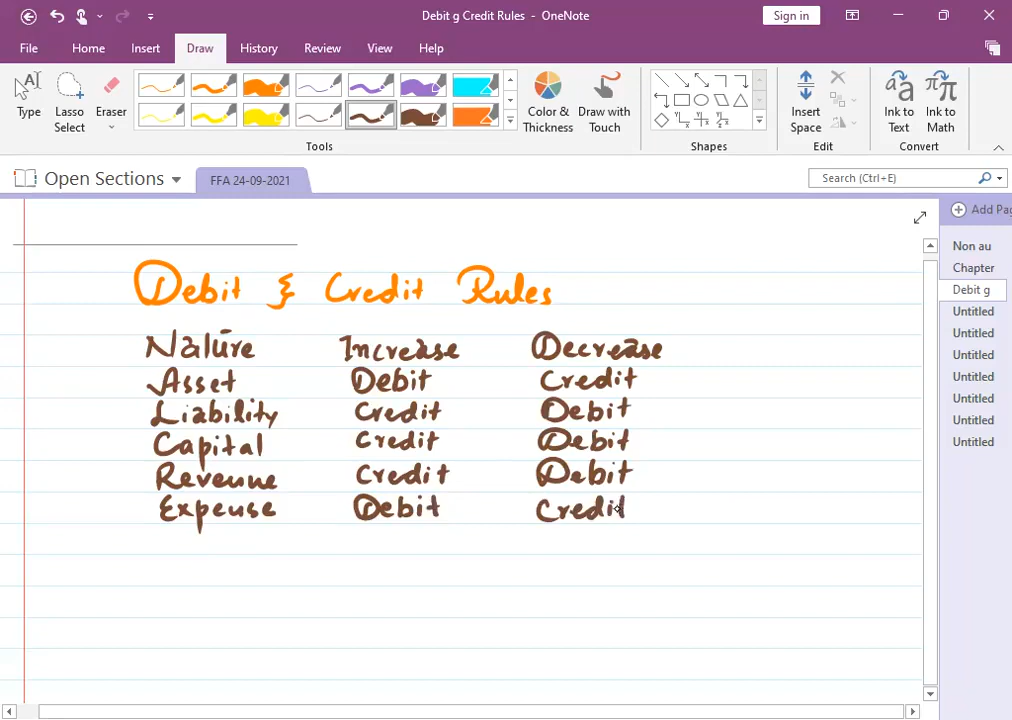 Debit g Credit Rules - OneNote
Sign in
File Home Insert Draw History Review View Help
Type
Lasso Select
Eraser
Color & Thickness
Draw with Touch
Insert Space
Ink to Text
Ink to Math
Tools Shapes Edit Convert
Open Sections FFA 24-09-2021 Search (Ctrl+E)
Add Pag
Non au
Chapter
Debit g
Untitled
Untitled
Untitled
Untitled
Untitled
Untitled
Untitled
Debit & Credit Rules
Nature Increase Decrease
Asset Debit Credit
Liability Credit Debit
Capital Credit Debit
Revenue Credit Debit
Expense Debit Credit